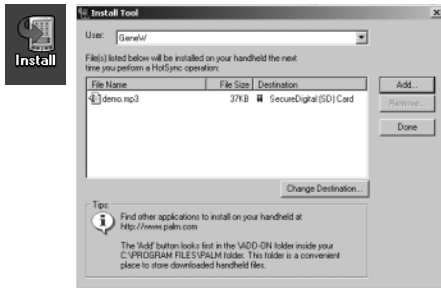 Install
Install Tool
User: GeneW
File(s) listed below will be installed on your handheld the next
time you perform a HotSync operation:
File Name File Size Destination
demo.mp3 37KB SecureDigital (SD) Card
Add...
Remove...
Done
Change Destination...
Tips:
Find other applications to install on your handheld at
http://www.palm.com
The 'Add' button looks first in the \ADD-ON folder inside your
C:\PROGRAM FILES\PALM folder. This folder is a convenient
place to store downloaded handheld files.